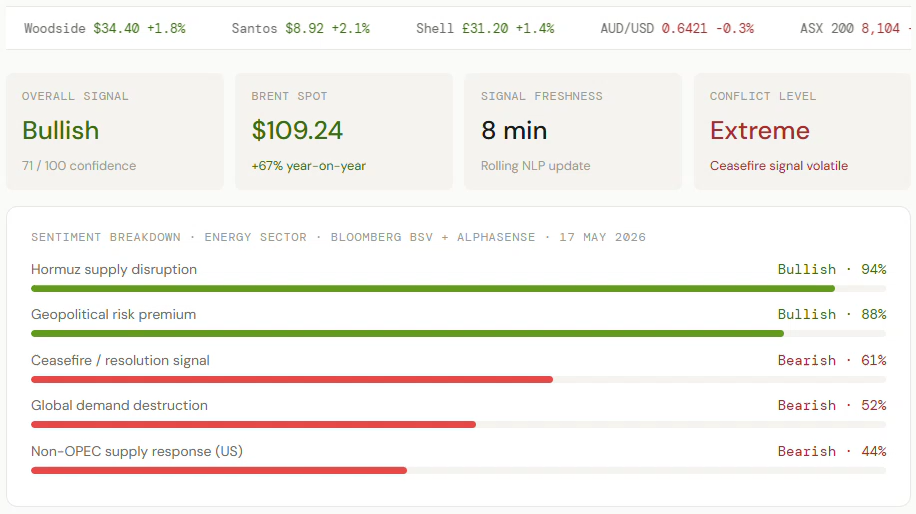 Woodside $34.40 +1.8% Santos $8.92 +2.1% Shell £31.20 +1.4% AUD/USD 0.6421 -0.3% ASX 200 8,104 -
OVERALL SIGNAL BRENT SPOT SIGNAL FRESHNESS CONFLICT LEVEL
Bullish $109.24 8 min Extreme
71 / 100 confidence +67% year-on-year Rolling NLP update Ceasefire signal volatile
SENTIMENT BREAKDOWN · ENERGY SECTOR · BLOOMBERG BSV + ALPHASENSE · 17 MAY 2026
Hormuz supply disruption Bullish · 94%
Geopolitical risk premium Bullish · 88%
Ceasefire / resolution signal Bearish · 61%
Global demand destruction Bearish · 52%
Non-OPEC supply response (US) Bearish · 44%